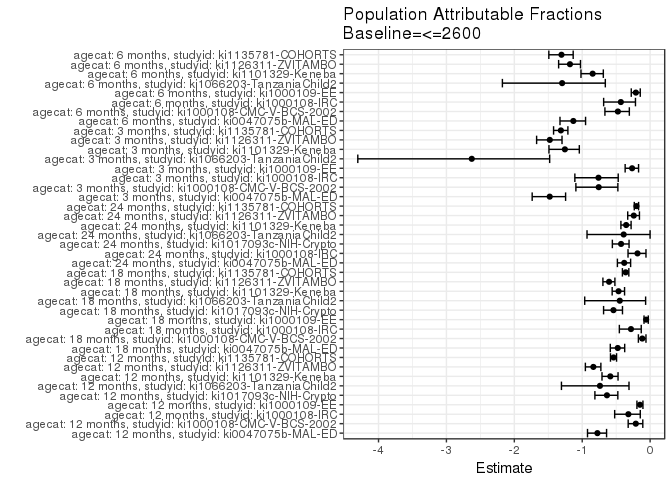 Population Attributable Fractions
Baseline=<=2600
agecat: 6 months, studyid: ki1135781-COHORTS
agecat: 6 months, studyid: ki1126311-ZVITAMBO
agecat: 6 months, studyid: ki1101329-Keneba
agecat: 6 months, studyid: ki1066203-TanzaniaChild2
agecat: 6 months, studyid: ki1000109-EE
agecat: 6 months, studyid: ki1000108-IRC
agecat: 6 months, studyid: ki1000108-CMC-V-BCS-2002
agecat: 6 months, studyid: ki0047075b-MAL-ED
agecat: 3 months, studyid: ki1135781-COHORTS
agecat: 3 months, studyid: ki1126311-ZVITAMBO
agecat: 3 months, studyid: ki1101329-Keneba
agecat: 3 months, studyid: ki1066203-TanzaniaChild2
agecat: 3 months, studyid: ki1000109-EE
agecat: 3 months, studyid: ki1000108-IRC
agecat: 3 months, studyid: ki1000108-CMC-V-BCS-2002
agecat: 3 months, studyid: ki0047075b-MAL-ED
agecat: 24 months, studyid: ki1135781-COHORTS
agecat: 24 months, studyid: ki1126311-ZVITAMBO
agecat: 24 months, studyid: ki1101329-Keneba
agecat: 24 months, studyid: ki1066203-TanzaniaChild2
agecat: 24 months, studyid: ki1017093c-NIH-Crypto
agecat: 24 months, studyid: ki1000108-IRC
agecat: 24 months, studyid: ki0047075b-MAL-ED
agecat: 18 months, studyid: ki1135781-COHORTS
agecat: 18 months, studyid: ki1126311-ZVITAMBO
agecat: 18 months, studyid: ki1101329-Keneba
agecat: 18 months, studyid: ki1066203-TanzaniaChild2
agecat: 18 months, studyid: ki1017093c-NIH-Crypto
agecat: 18 months, studyid: ki1000109-EE
agecat: 18 months, studyid: ki1000108-IRC
agecat: 18 months, studyid: ki1000108-CMC-V-BCS-2002
agecat: 18 months, studyid: ki0047075b-MAL-ED
agecat: 12 months, studyid: ki1135781-COHORTS
agecat: 12 months, studyid: ki1126311-ZVITAMBO
agecat: 12 months, studyid: ki1101329-Keneba
agecat: 12 months, studyid: ki1066203-TanzaniaChild2
agecat: 12 months, studyid: ki1017093c-NIH-Crypto
agecat: 12 months, studyid: ki1000109-EE
agecat: 12 months, studyid: ki1000108-IRC
agecat: 12 months, studyid: ki1000108-CMC-V-BCS-2002
agecat: 12 months, studyid: ki0047075b-MAL-ED
-4 -3 -2 -1 0
Estimate